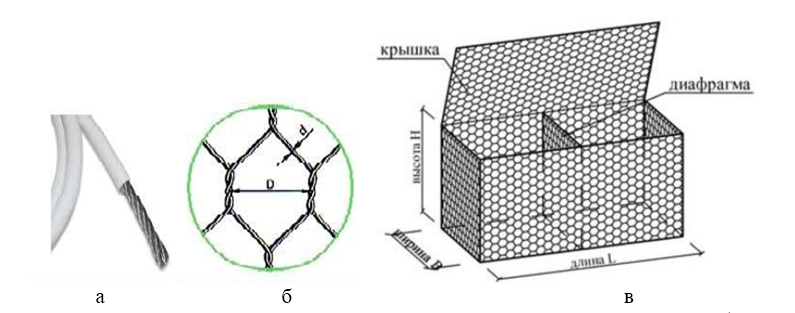 крышка
диафрагма
высота H
ширина B
длина L
d
D
а
б
в